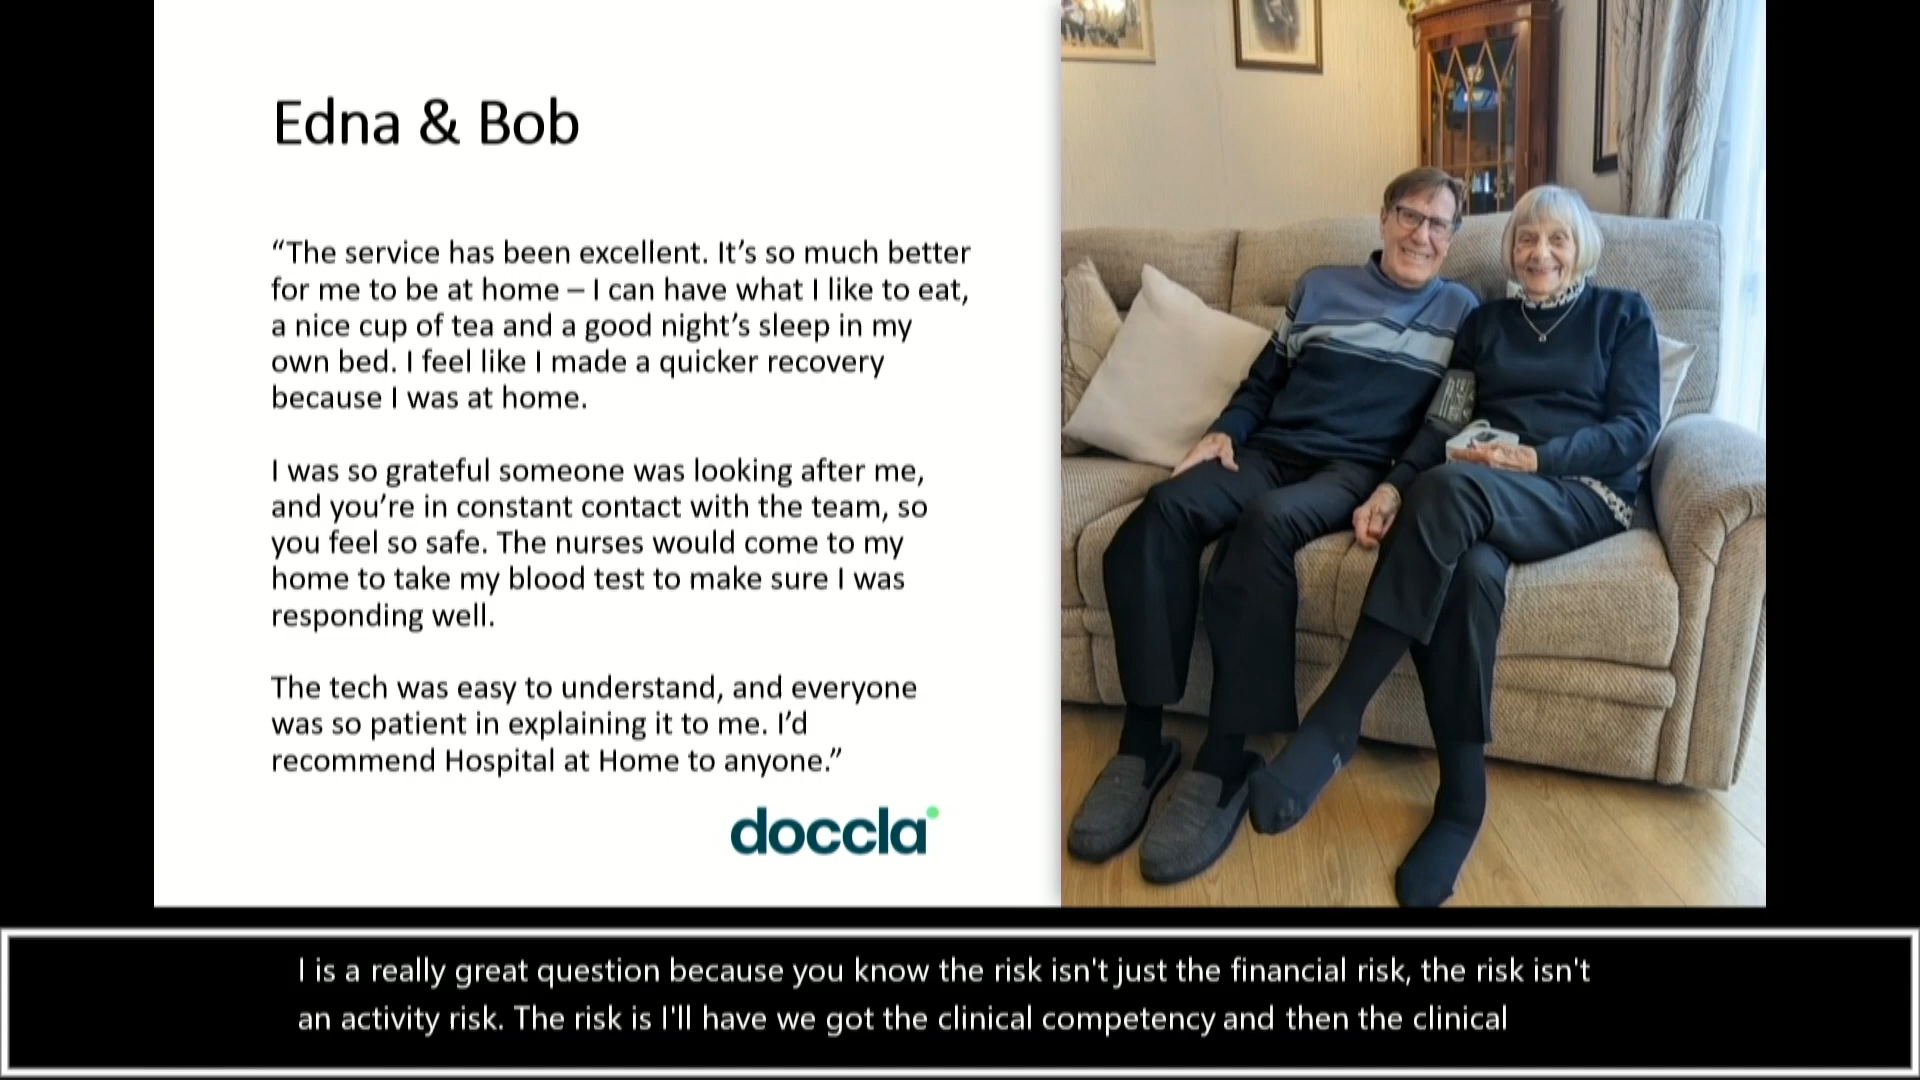 Edna & Bob
“The service has been excellent. It’s so much better
for me to be at home – I can have what I like to eat,
a nice cup of tea and a good night’s sleep in my
own bed. I feel like I made a quicker recovery
because I was at home.
I was so grateful someone was looking after me,
and you’re in constant contact with the team, so
you feel so safe. The nurses would come to my
home to take my blood test to make sure I was
responding well.
The tech was easy to understand, and everyone
was so patient in explaining it to me. I’d
recommend Hospital at Home to anyone.”
doccla
I is a really great question because you know the risk isn't just the financial risk, the risk isn't
an activity risk. The risk is I'll have we got the clinical competency and then the clinical